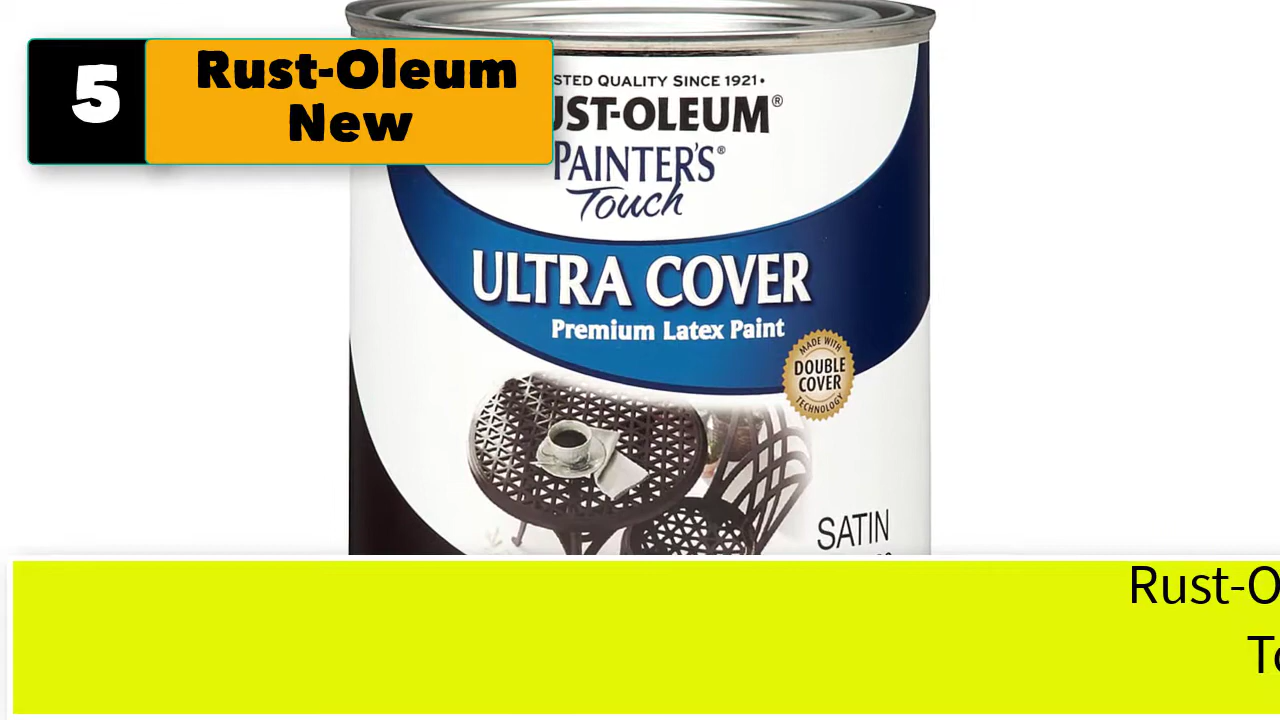 5
Rust-Oleum
New
STED QUALITY SINCE 1921•
UST-OLEUM®
PAINTER'S®
Touch
ULTRA COVER
Premium Latex Paint
MADE WITH
DOUBLE
COVER
TECHNOLOGY
SATIN
Rust-O
To